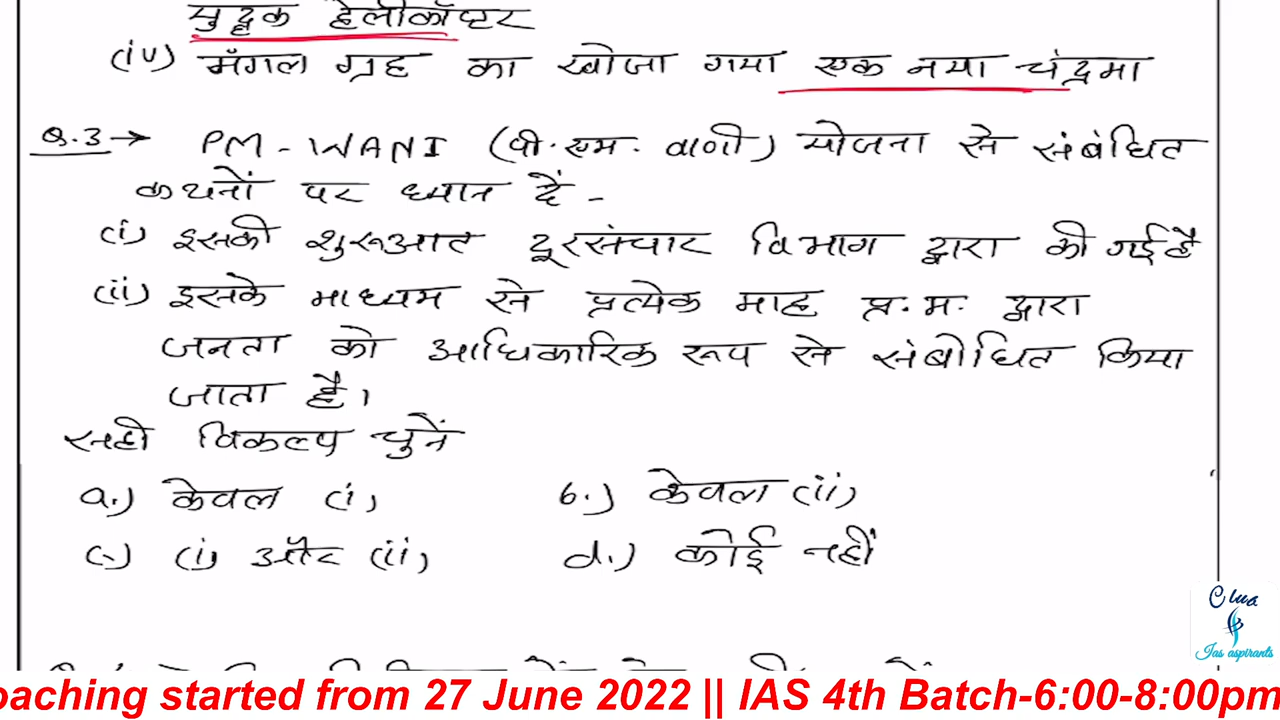 युद्धक हेलीकॉप्टर
(iv) मंगल ग्रह का खोजा गया एक नया चंद्रमा
Q.3→ PM-WANI (पी.एम. वाणी) योजना से संबंधित
कथनों पर ध्यान दें -
(i) इसकी शुरूआत दूरसंचार विभाग द्वारा की गई है
(ii) इसके माध्यम से प्रत्येक माह प्र.म. द्वारा
जनता को आधिकारिक रूप से संबोधित किया
जाता है।
सही विकल्प चुनें
a.) केवल (i)
b.) केवल (ii)
c.) (i) और (ii)
d.) कोई नहीं
Clua
Ias aspirants
oaching started from 27 June 2022 || IAS 4th Batch-6:00-8:00pm